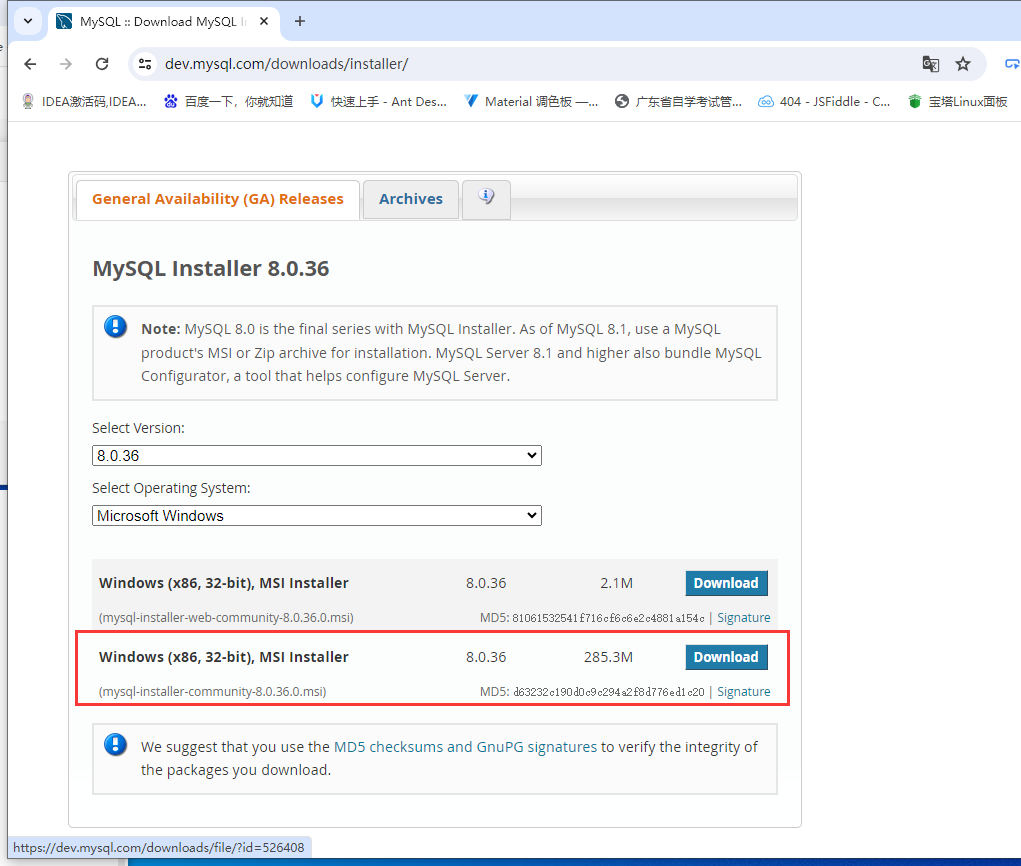 MySQL :: Download MySQL I
dev.mysql.com/downloads/installer/
IDEA激活码,IDEA... 百度一下，你就知道 快速上手 - Ant Des... Material 调色板 —... 广东省自学考试管... 404 - JSFiddle - C... 宝塔Linux面板
General Availability (GA) Releases Archives
MySQL Installer 8.0.36
Note: MySQL 8.0 is the final series with MySQL Installer. As of MySQL 8.1, use a MySQL
product's MSI or Zip archive for installation. MySQL Server 8.1 and higher also bundle MySQL
Configurator, a tool that helps configure MySQL Server.
Select Version:
8.0.36
Select Operating System:
Microsoft Windows
Windows (x86, 32-bit), MSI Installer 8.0.36 2.1M Download
(mysql-installer-web-community-8.0.36.0.msi) MD5: 81061532541f716cf6c6e2c4881a154c | Signature
Windows (x86, 32-bit), MSI Installer 8.0.36 285.3M Download
(mysql-installer-community-8.0.36.0.msi) MD5: d63232c190d0c9c294a2f8d776ed1c20 | Signature
We suggest that you use the MD5 checksums and GnuPG signatures to verify the integrity of
the packages you download.
https://dev.mysql.com/downloads/file/?id=526408